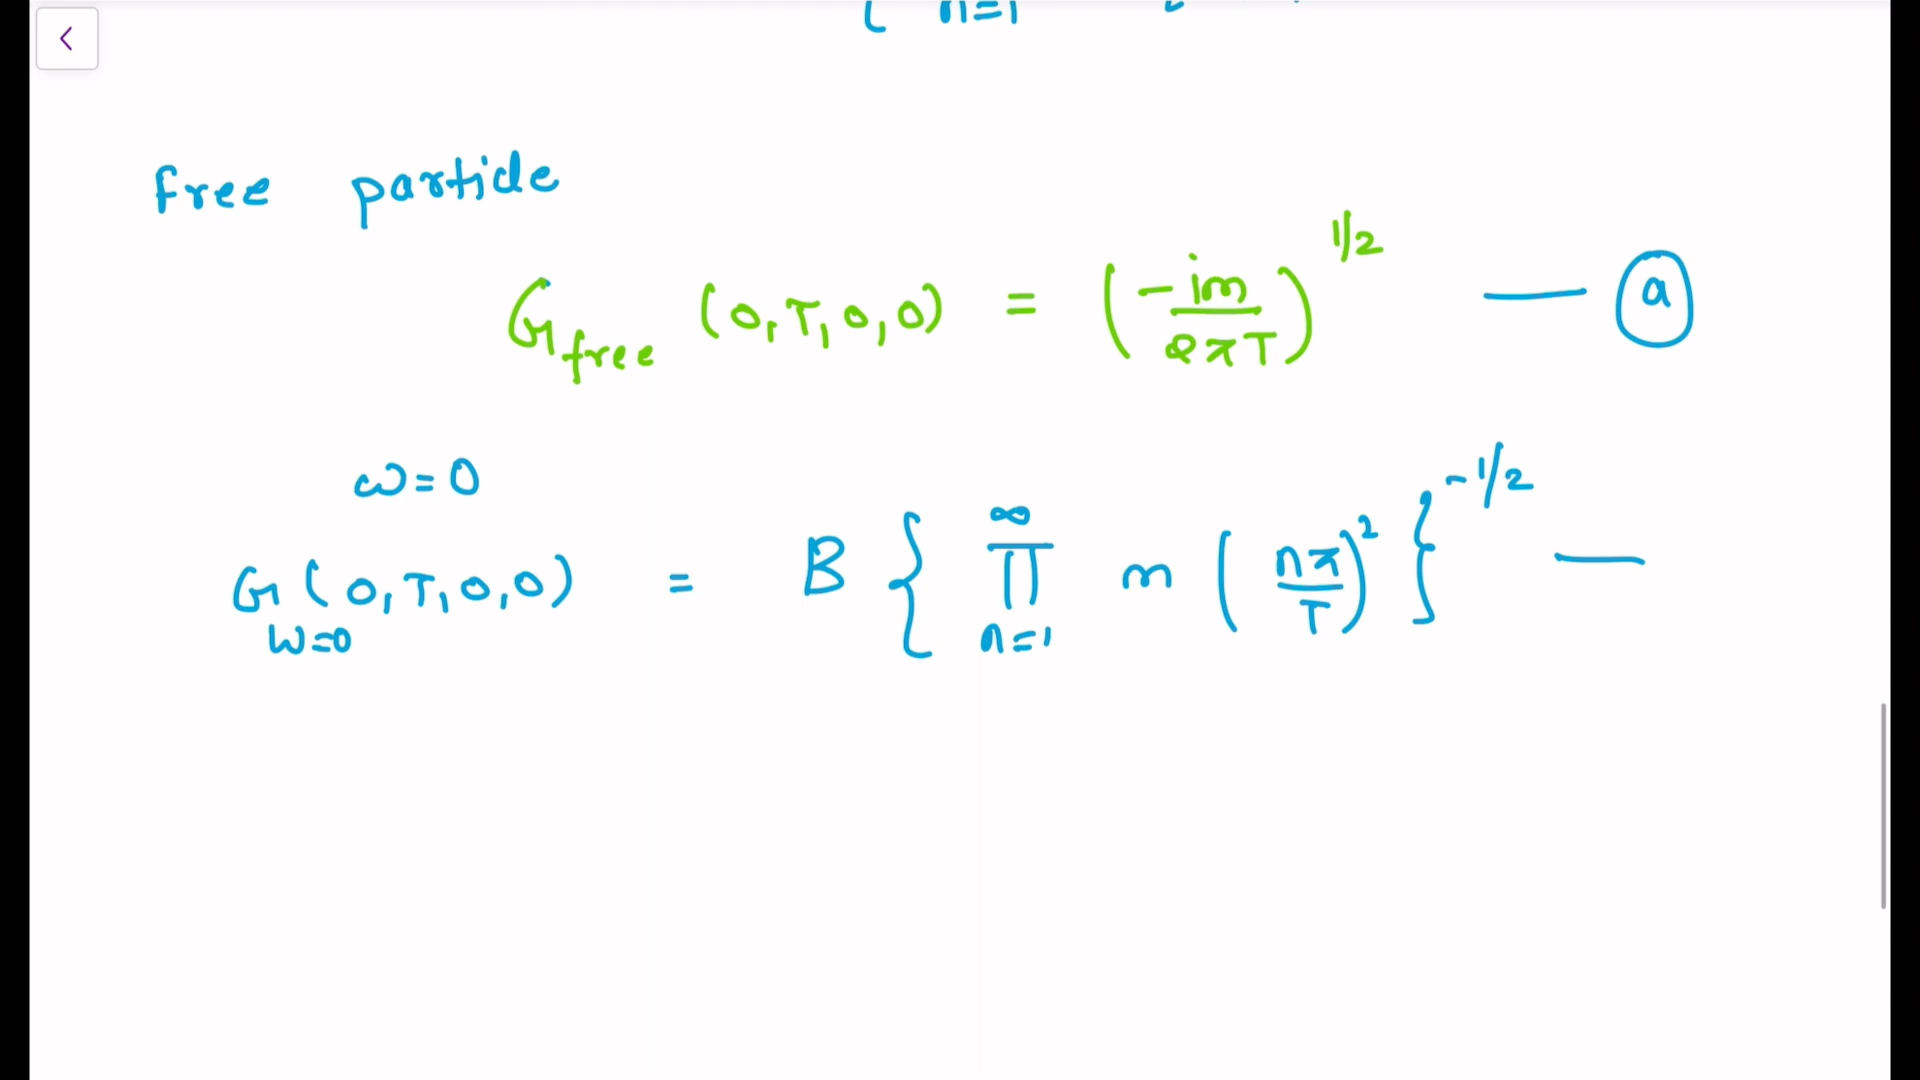 n=1
free particle
G_free (0,T,0,0) = (-im/2πT)^1/2 — (a)
ω=0
G_ω=0 (0,T,0,0) = B { ∏_{n=1}^{∞} m (nπ/T)^2 }^-1/2 —